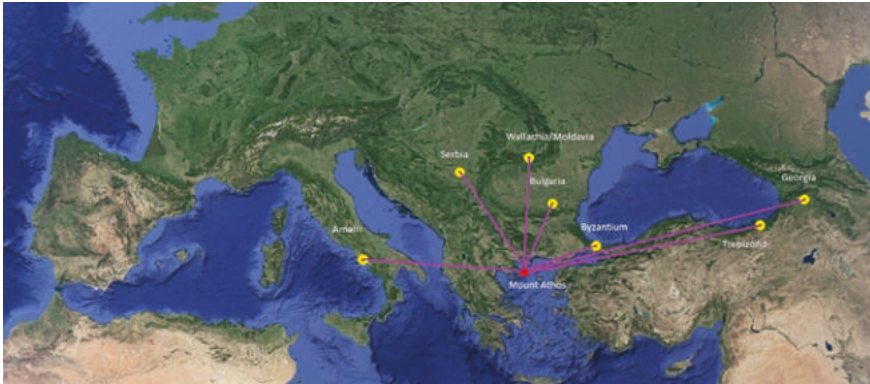 Wallachia/Moldavia
Serbia
Bulgaria
Georgia
Amalfi
Byzantium
Trebizond
Mount Athos